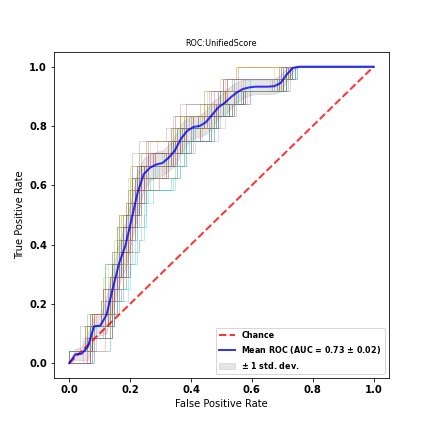 ROC:UnifiedScore
1.0
0.8
0.6
0.4
0.2
0.0
True Positive Rate
Chance
Mean ROC (AUC = 0.73 ± 0.02)
± 1 std. dev.
0.0 0.2 0.4 0.6 0.8 1.0
False Positive Rate